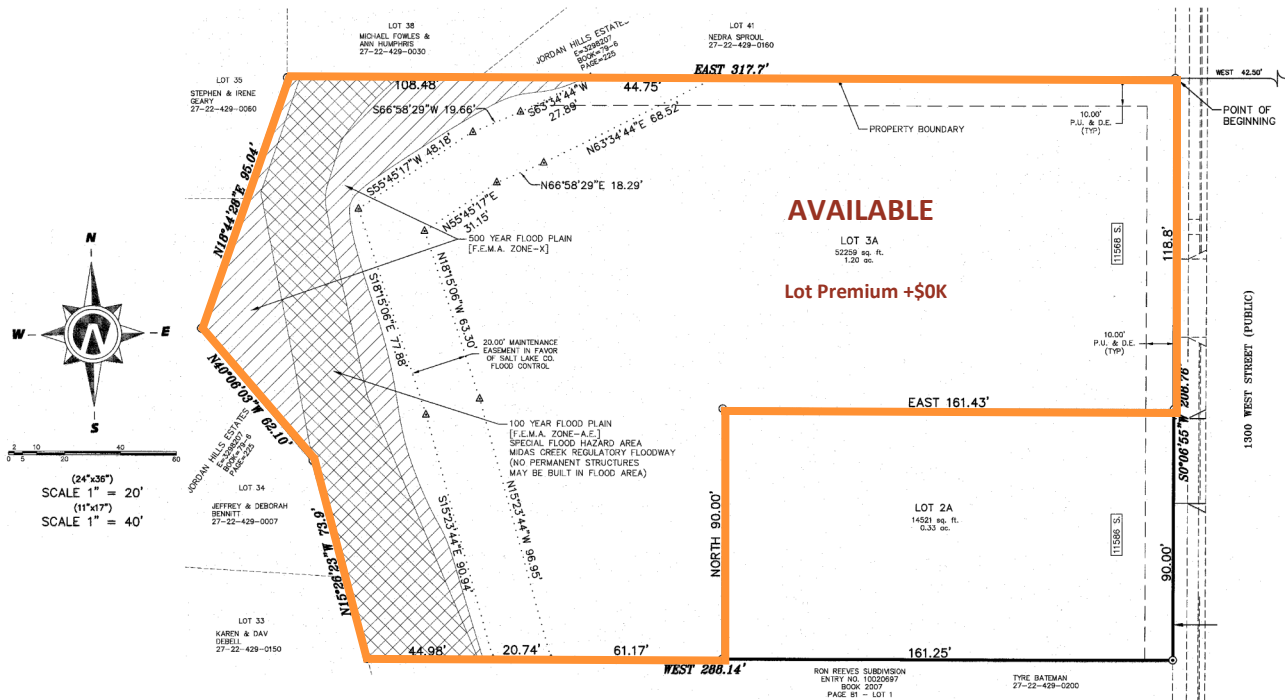 LOT 38
MICHAEL FOWLES &
ANN HUMPHRIS
27-22-429-0030
JORDAN HILLS ESTATES
E=3298207
BOOK=79-6
PAGE=225
LOT 41
NEDRA SPROUL
27-22-429-0160
EAST 317.7'
WEST 42.50'
LOT 35
STEPHEN & IRENE
GEARY
27-22-429-0060
108.48'
44.75'
S66°58'29"W 19.66'
S63°34'44"W
27.89'
N63°34'44"E 68.52'
PROPERTY BOUNDARY
10.00'
P.U. & D.E.
(TYP)
POINT OF
BEGINNING
N18°44'28"E 95.04'
S55°45'17"W 48.18'
N66°58'29"E 18.29'
N55°45'17"E
31.15'
AVAILABLE
LOT 3A
52259 sq. ft.
1.20 ac.
Lot Premium +$0K
11568 S.
118.8'
500 YEAR FLOOD PLAIN
[F.E.M.A. ZONE-X]
N
W
E
S
S18°15'06"E 77.88'
N18°15'06"W 63.30'
20.00' MAINTENANCE
EASEMENT IN FAVOR
OF SALT LAKE CO.
FLOOD CONTROL
10.00'
P.U. & D.E.
(TYP)
1300 WEST STREET (PUBLIC)
N40°06'03"W 62.10'
EAST 161.43'
S0°06'55"W 208.78'
JORDAN HILLS ESTATES
E=3298207
BOOK=79-6
PAGE=225
100 YEAR FLOOD PLAIN
[F.E.M.A. ZONE-A.E.]
SPECIAL FLOOD HAZARD AREA
MIDAS CREEK REGULATORY FLOODWAY
(NO PERMANENT STRUCTURES
MAY BE BUILT IN FLOOD AREA)
2 10 40
0 5 20 60
(24"x36")
SCALE 1" = 20'
(11"x17")
SCALE 1" = 40'
LOT 34
JEFFREY & DEBORAH
BENNITT
27-22-429-0007
N15°26'23"W 73.9'
S15°23'44"E 90.94'
N15°23'44"W 96.95'
NORTH 90.00'
LOT 2A
14521 sq. ft.
0.33 ac.
11586 S.
90.00'
LOT 33
KAREN & DAV
DEBELL
27-22-429-0150
44.98'
20.74'
61.17'
161.25'
WEST 288.14'
RON REEVES SUBDIVISION
ENTRY NO. 10020697
BOOK 2007
PAGE 81 - LOT 1
TYRE BATEMAN
27-22-429-0200